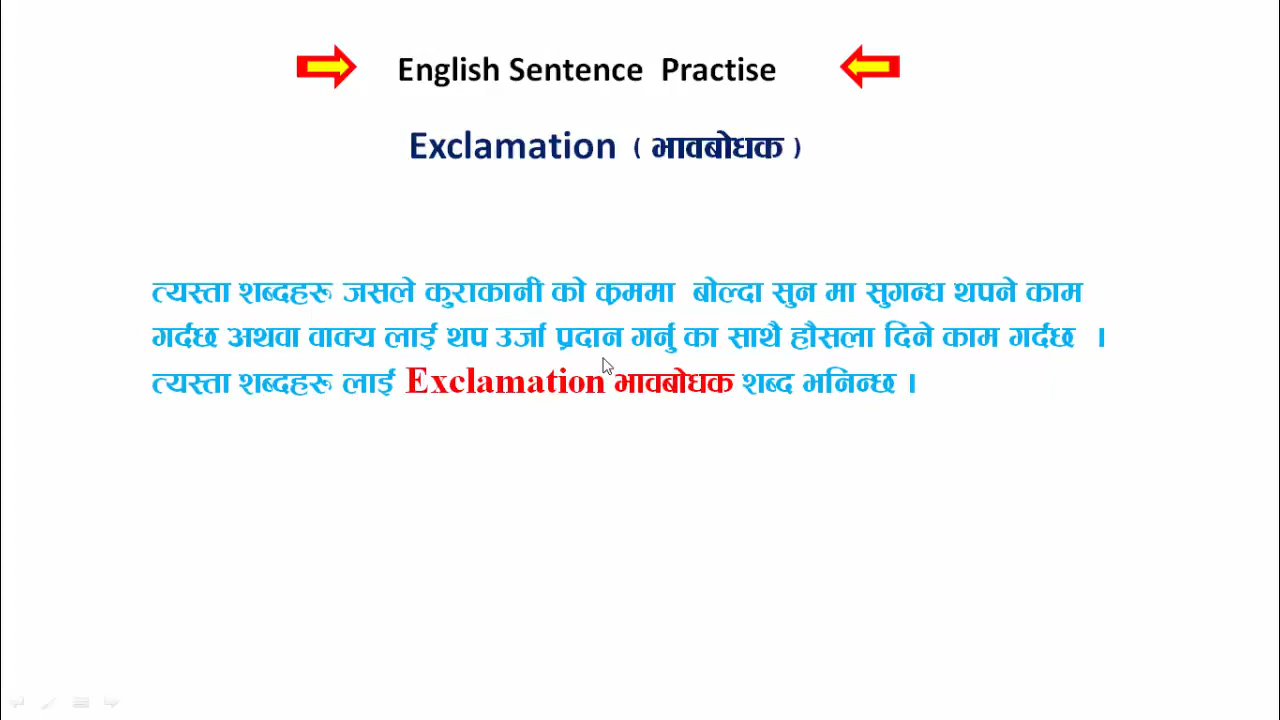 English Sentence Practise
Exclamation ( भावबोधक )
त्यस्ता शब्दहरू जसले कुराकानी को क्रममा बोल्दा सुन मा सुगन्ध थपने काम
गर्दछ अथवा वाक्य लाई थप उर्जा प्रदान गर्नु का साथै हौसला दिने काम गर्दछ ।
त्यस्ता शब्दहरू लाई Exclamation भावबोधक शब्द भनिन्छ ।